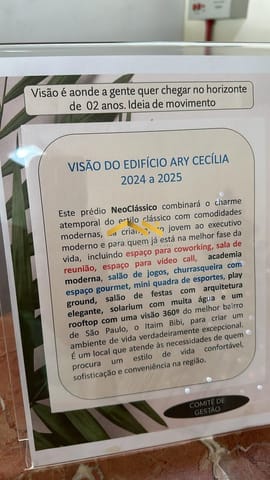 Visão é aonde a gente quer chegar no horizonte
de 02 anos. Ideia de movimento
VISÃO DO EDIFÍCIO ARY CECÍLIA
2024 a 2025
Este prédio NeoClássico combinará o charme
atemporal do estilo clássico com comodidades
modernas, da criança, jovem ao executivo
moderno e para quem já está na melhor fase da
vida, incluindo espaço para coworking, sala de
reunião, espaço para vídeo call, academia
moderna, salão de jogos, churrasqueira com
espaço gourmet, mini quadra de esportes, play
ground, salão de festas com arquitetura
elegante, solarium com muita água e um
rooftop com uma visão 360º do melhor bairro
de São Paulo, o Itaim Bibi, para criar um
ambiente de vida verdadeiramente excepcional.
É um local que atende às necessidades de quem
procura um estilo de vida confortável,
sofisticação e conveniência na região.
COMITÊ DE
GESTÃO